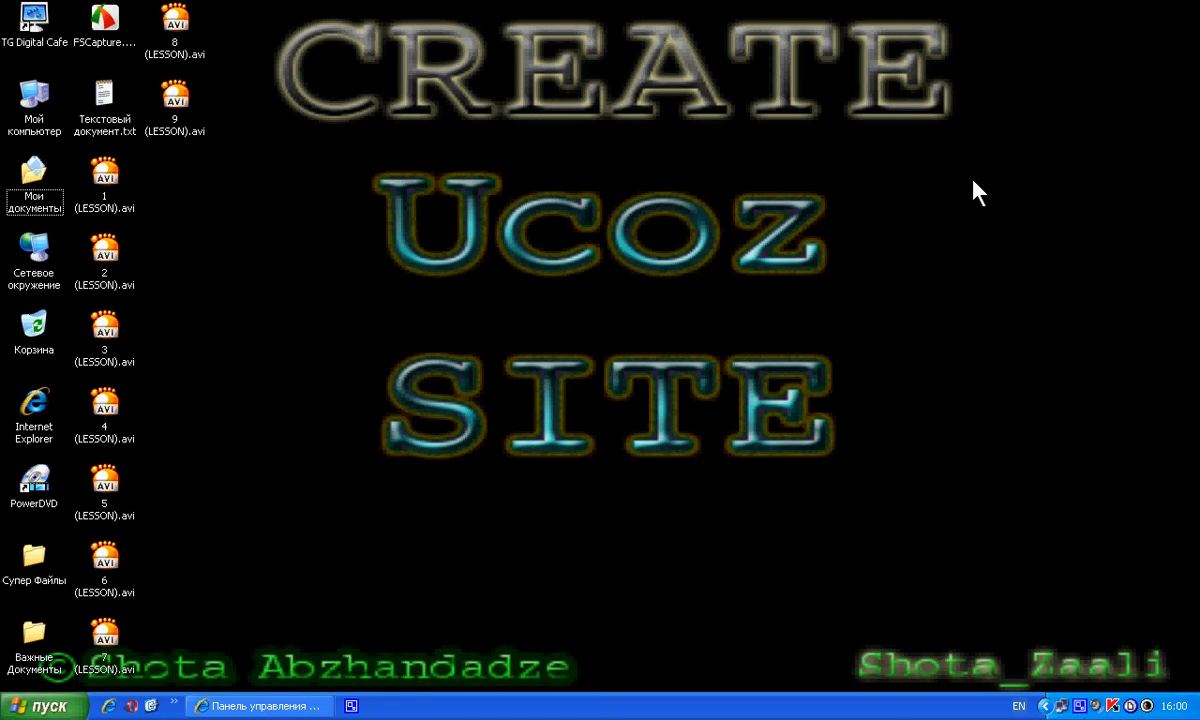 TG Digital Cafe
FSCapture....
8
(LESSON).avi
CREATE
Мой
компьютер
Текстовый
документ.txt
9
(LESSON).avi
Мои
документы
1
(LESSON).avi
Ucoz
Сетевое
окружение
2
(LESSON).avi
Корзина
3
(LESSON).avi
SITE
Internet
Explorer
4
(LESSON).avi
PowerDVD
5
(LESSON).avi
Супер Файлы
6
(LESSON).avi
Важные
Документы
7
(LESSON).avi
©Shota Abzhandadze
Shota_Zaali
пуск
Панель управления ...
EN
16:00